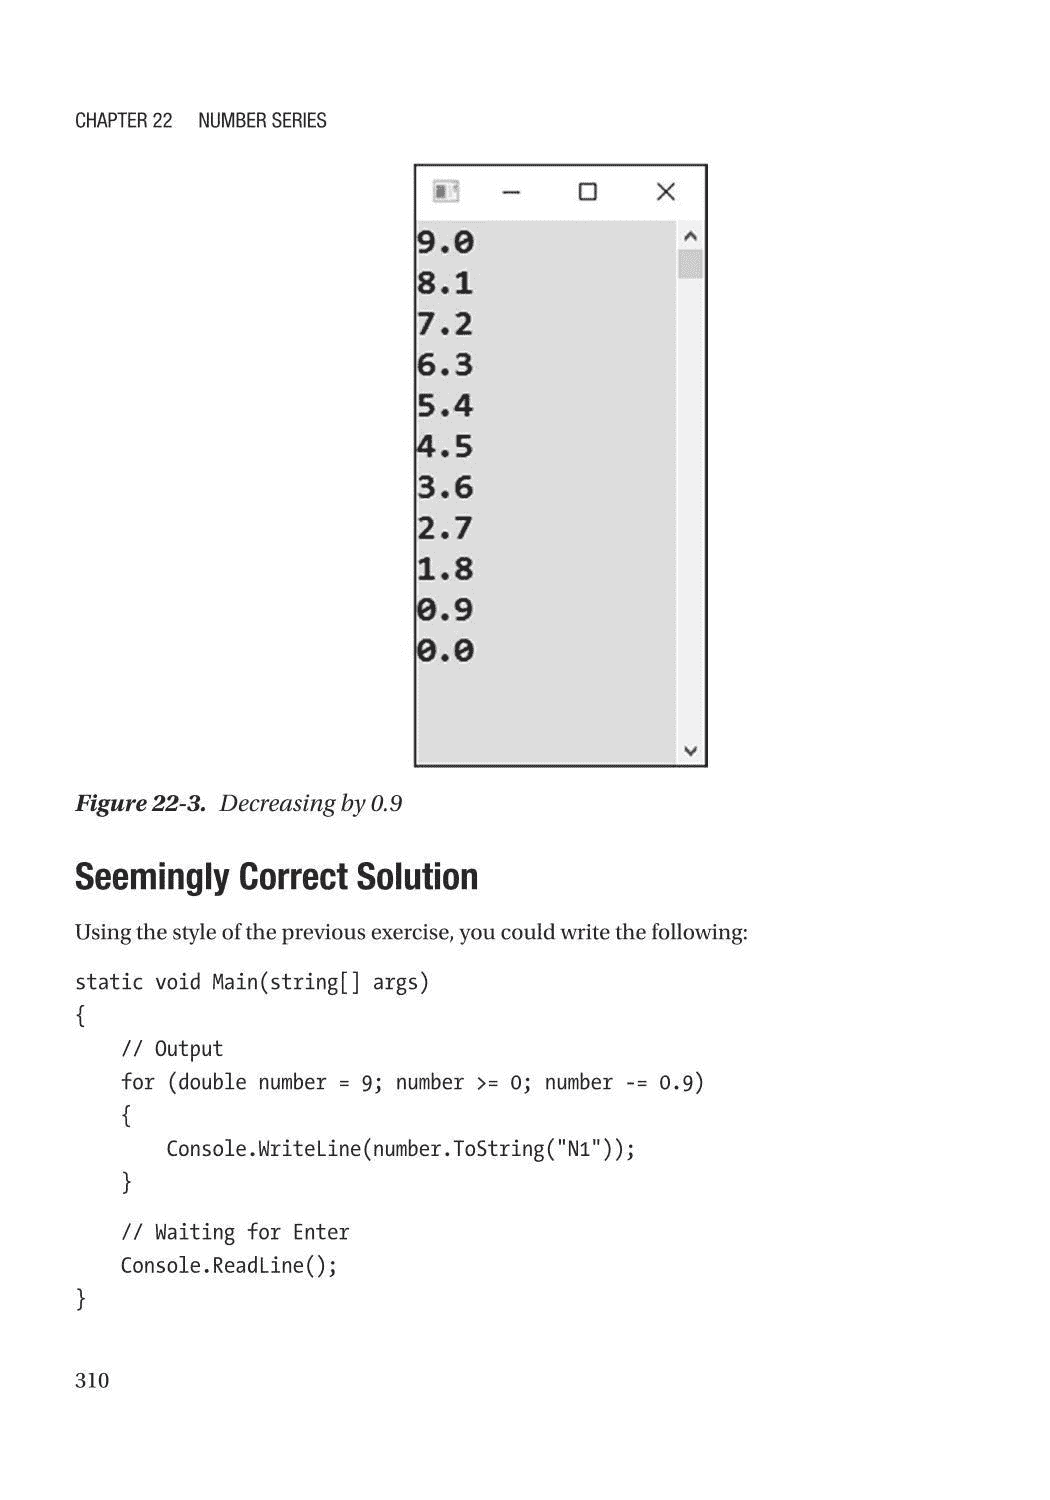 CHAPTER 22 NUMBER SERIES
9.0
8.1
7.2
6.3
5.4
4.5
3.6
2.7
1.8
0.9
0.0
Figure 22-3. Decreasing by 0.9
Seemingly Correct Solution
Using the style of the previous exercise, you could write the following:
static void Main(string[] args)
{
    // Output
    for (double number = 9; number >= 0; number -= 0.9)
    {
        Console.WriteLine(number.ToString("N1"));
    }
    // Waiting for Enter
    Console.ReadLine();
}
310